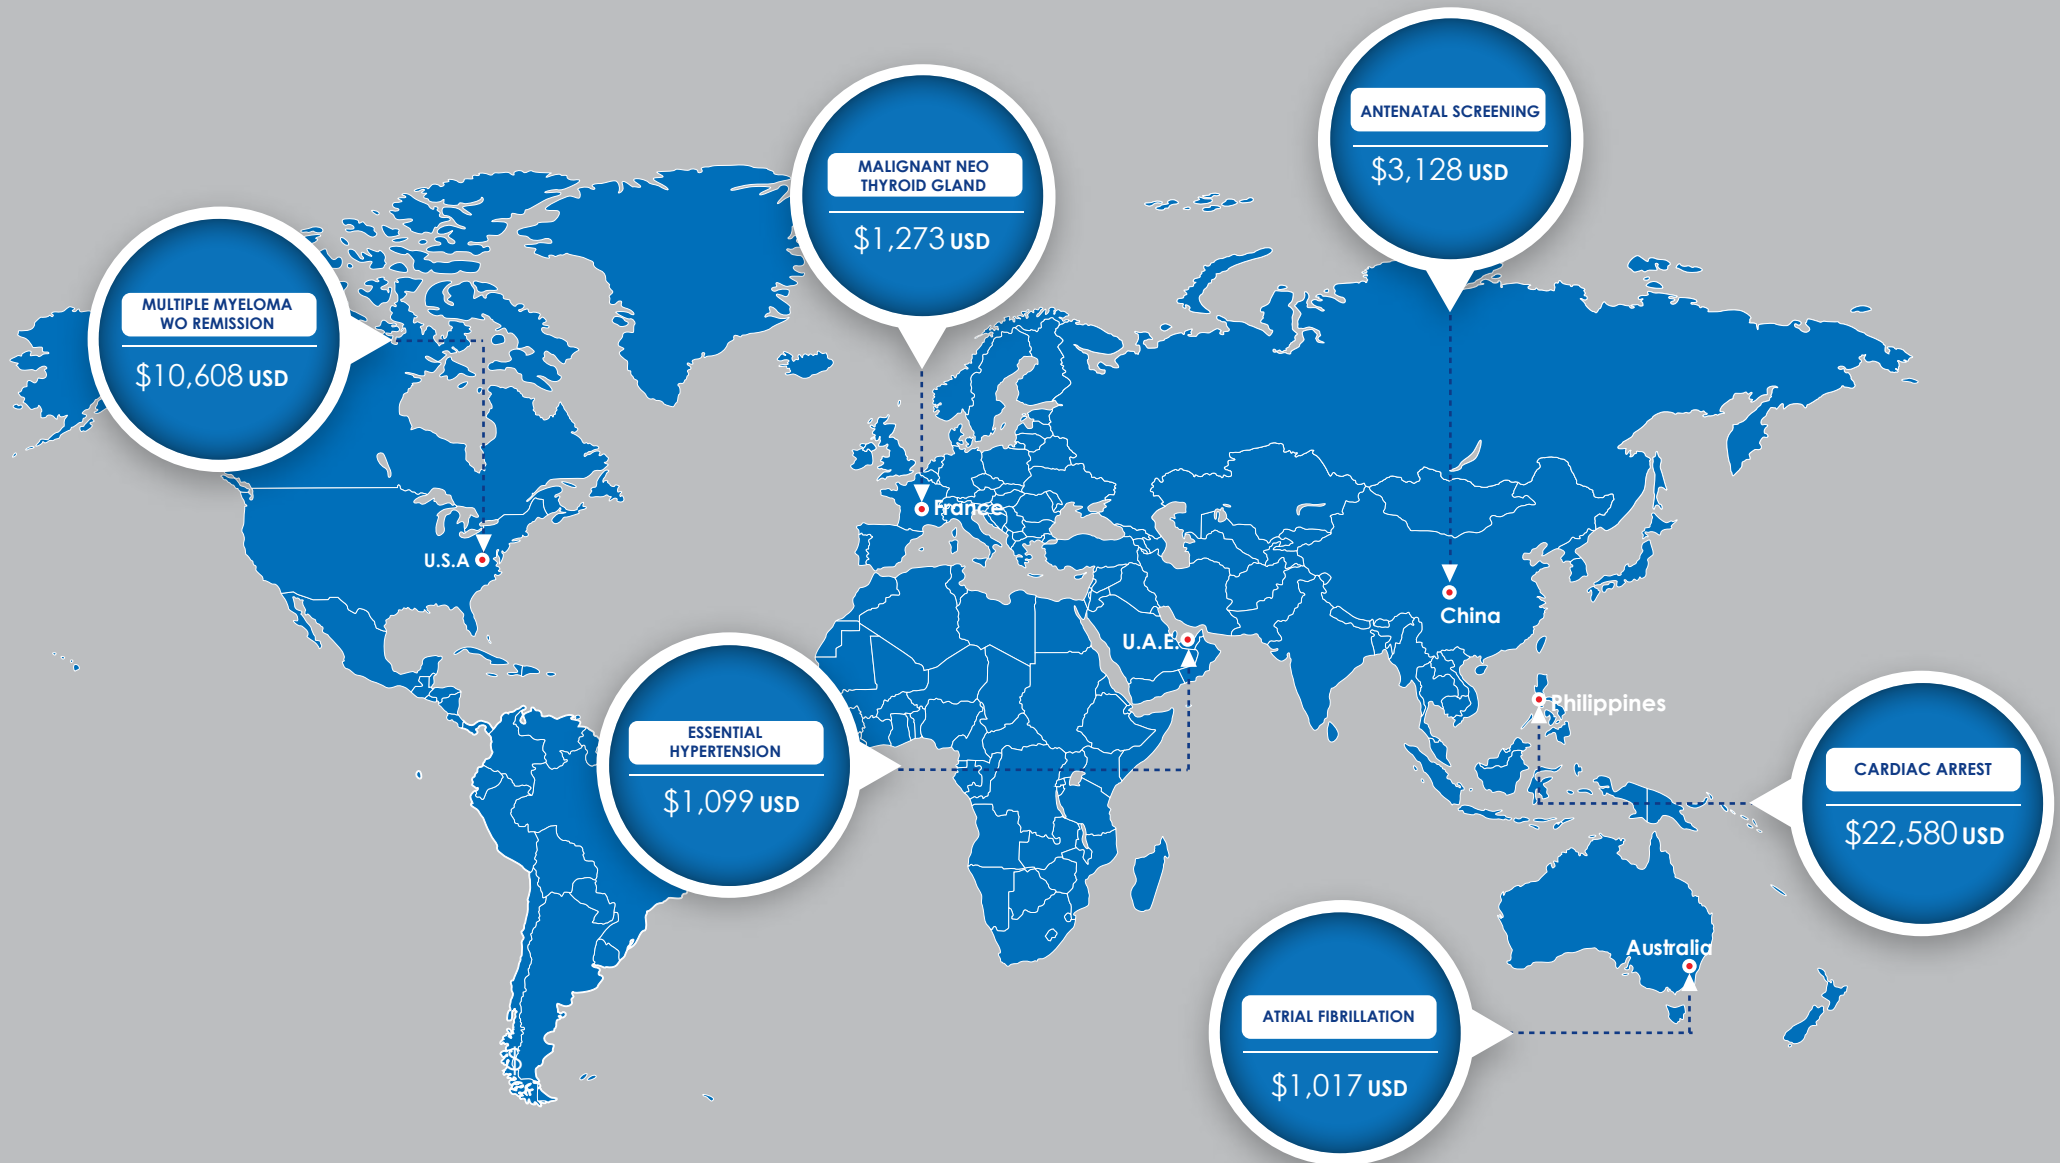 ANTENATAL SCREENING
$3,128 USD
MALIGNANT NEO
THYROID GLAND
$1,273 USD
MULTIPLE MYELOMA
WO REMISSION
$10,608 USD
France
U.S.A
China
U.A.E.
Philippines
ESSENTIAL
HYPERTENSION
$1,099 USD
CARDIAC ARREST
$22,580 USD
Australia
ATRIAL FIBRILLATION
$1,017 USD
$